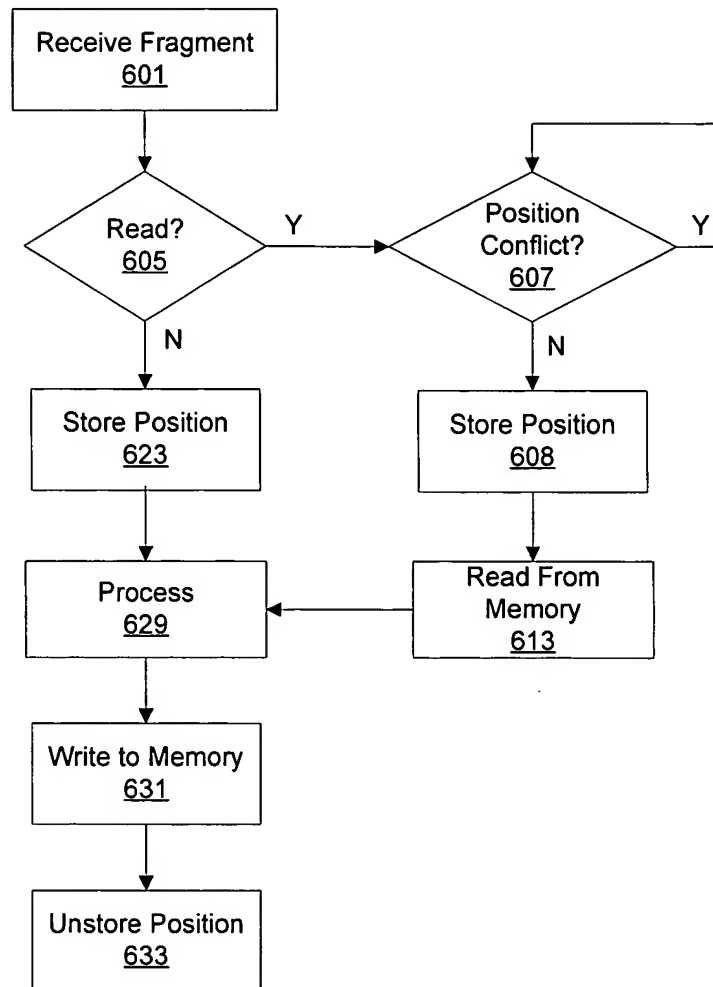 Receive Fragment
601
Read?
605
Y
Position
Conflict?
607
Y
N
N
Store Position
623
Store Position
608
Process
629
Read From
Memory
613
Write to Memory
631
Unstore Position
633